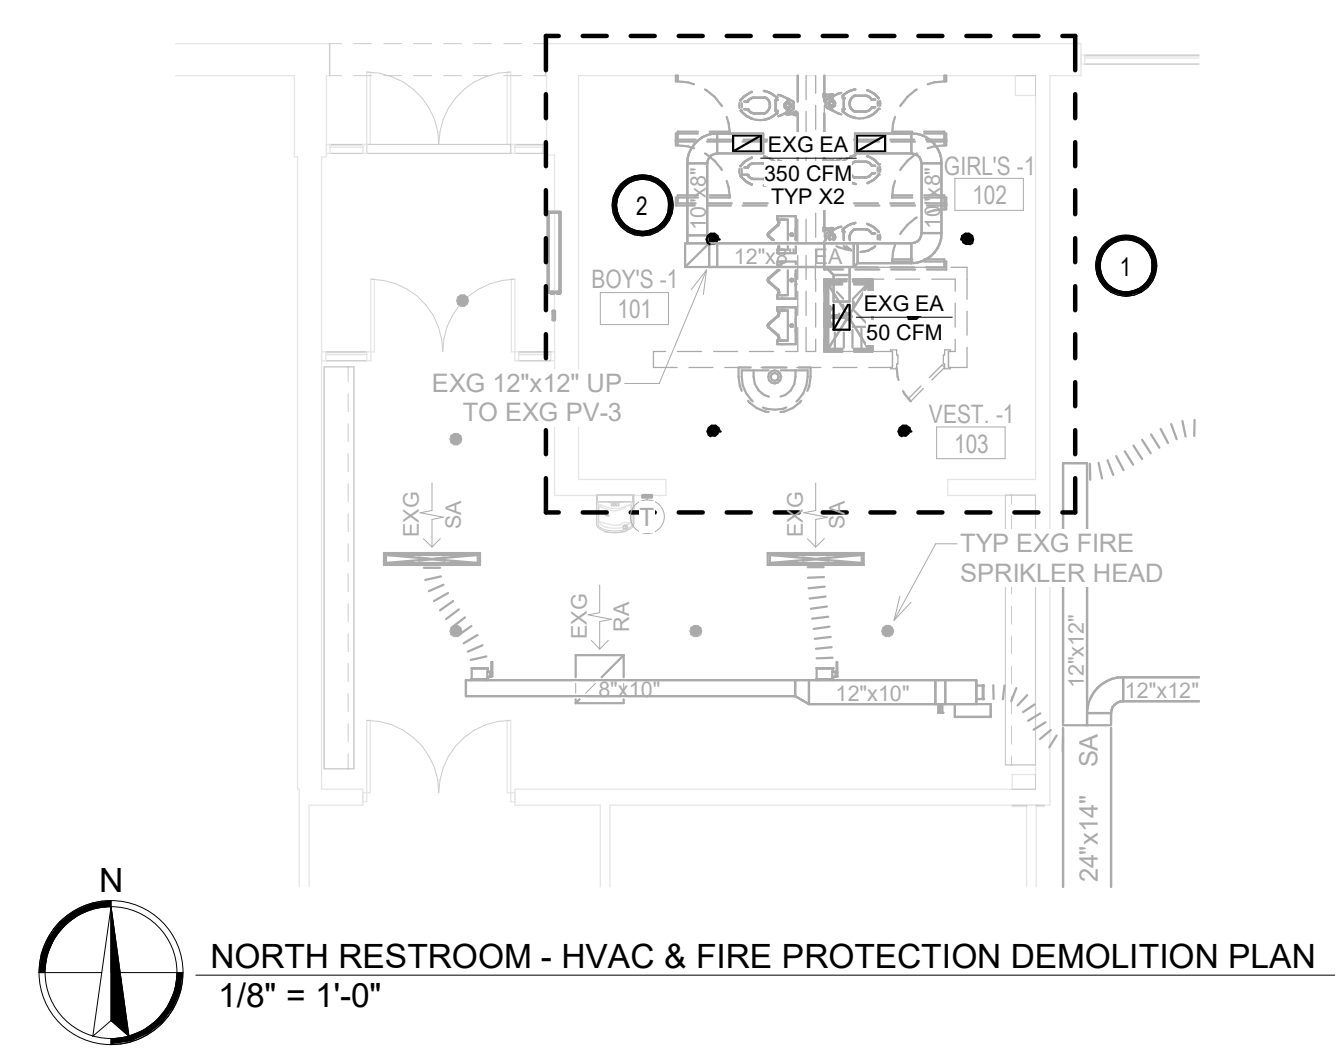 EXG EA
350 CFM
TYP X2
GIRL'S -1
102
2
10"x8"
10"x8"
12"x8" EA
1
BOY'S -1
101
EXG EA
50 CFM
EXG 12"x12" UP
TO EXG PV-3
VEST. -1
103
EXG
SA
T
EXG
SA
TYP EXG FIRE
SPRIKLER HEAD
EXG
RA
12"x12"
8"x10"
12"x10"
12"x12"
24"x14" SA
N
NORTH RESTROOM - HVAC & FIRE PROTECTION DEMOLITION PLAN
1/8" = 1'-0"